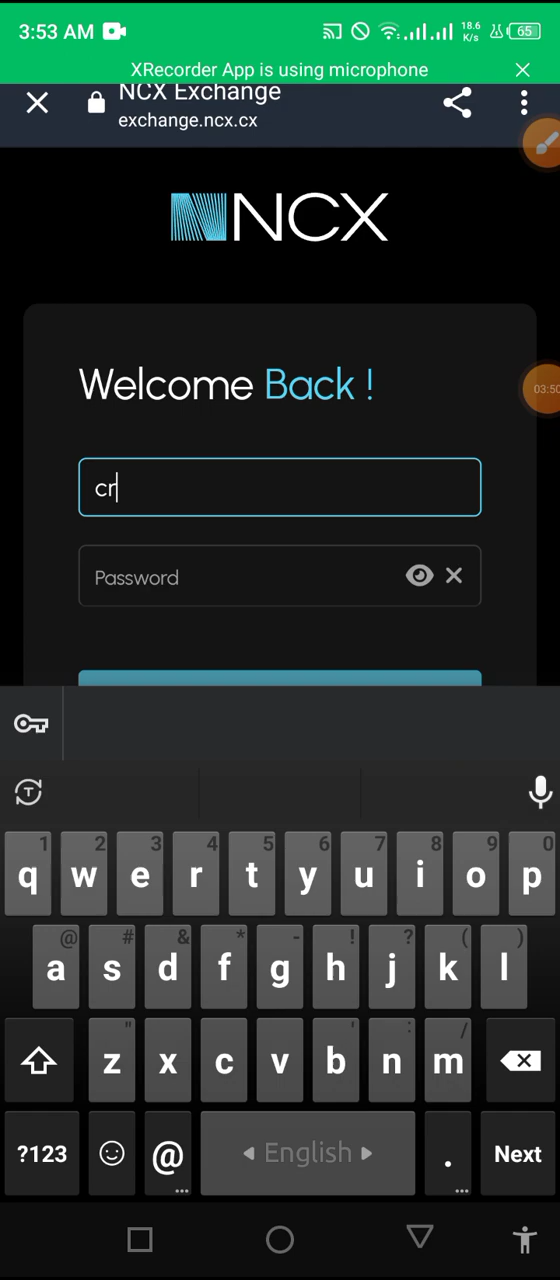 3:53 AM 18.6 K/s 65
XRecorder App is using microphone
NCX Exchange
exchange.ncx.cx
NCX
Welcome Back !
03:50
cr
Password
1 2 3 4 5 6 7 8 9 0
q w e r t y u i o p
@ # & * - ! ? ( )
a s d f g h j k l
" ' : /
z x c v b n m
?123 @ English . Next